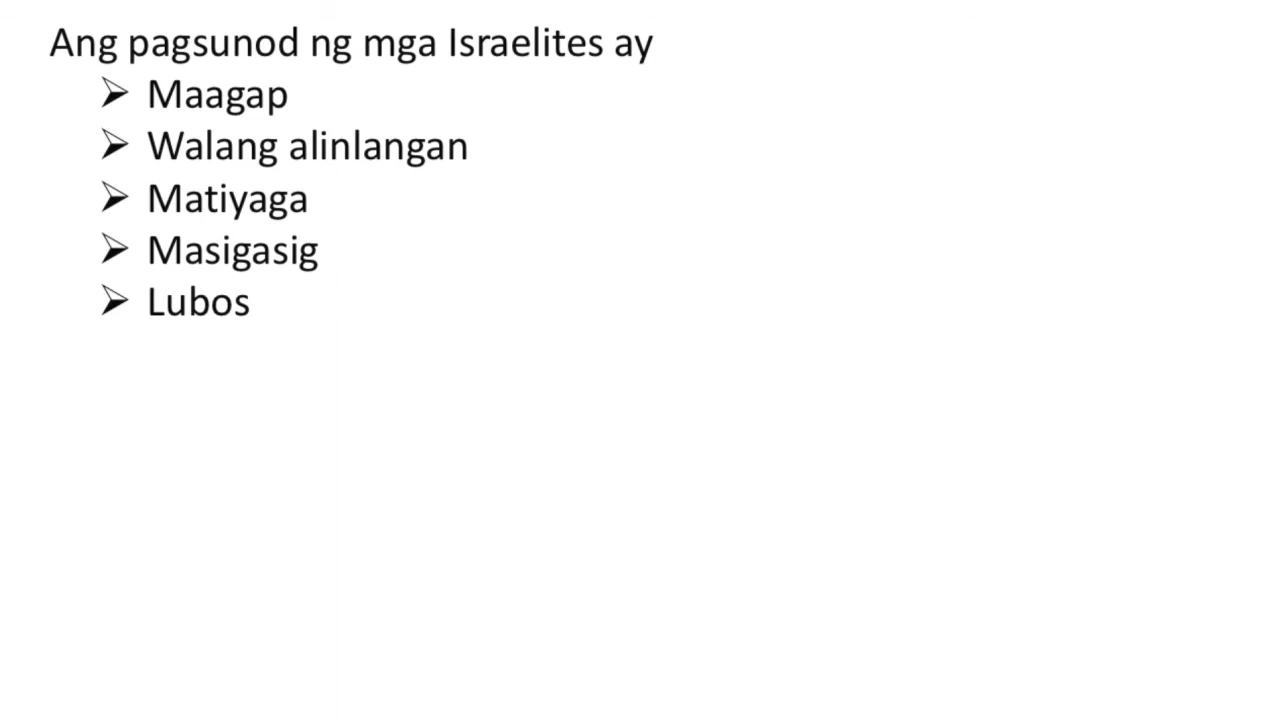 Ang pagsunod ng mga Israelites ay
➢ Maagap
➢ Walang alinlangan
➢ Matiyaga
➢ Masigasig
➢ Lubos